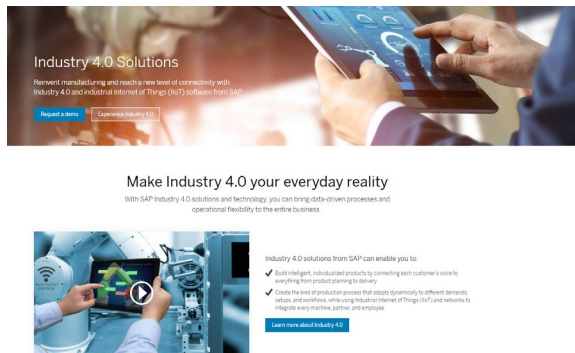 Industry 4.0 Solutions
Reinvent manufacturing and reach a new level of connectivity with
Industry 4.0 and industrial Internet of Things (IIoT) software from SAP.
Request a demo
Experience Industry 4.0
Make Industry 4.0 your everyday reality
With SAP Industry 4.0 solutions and technology, you can bring data-driven processes and
operational flexibility to the entire business.
Industry 4.0 solutions from SAP can enable you to:
Build intelligent, individualized products by connecting each customer's voice to
everything from product planning to delivery
Create the kind of production process that adapts dynamically to different demands,
setups, and workflows, while using Industrial Internet of Things (IIoT) and networks to
integrate every machine, partner, and employee
Learn more about Industry 4.0